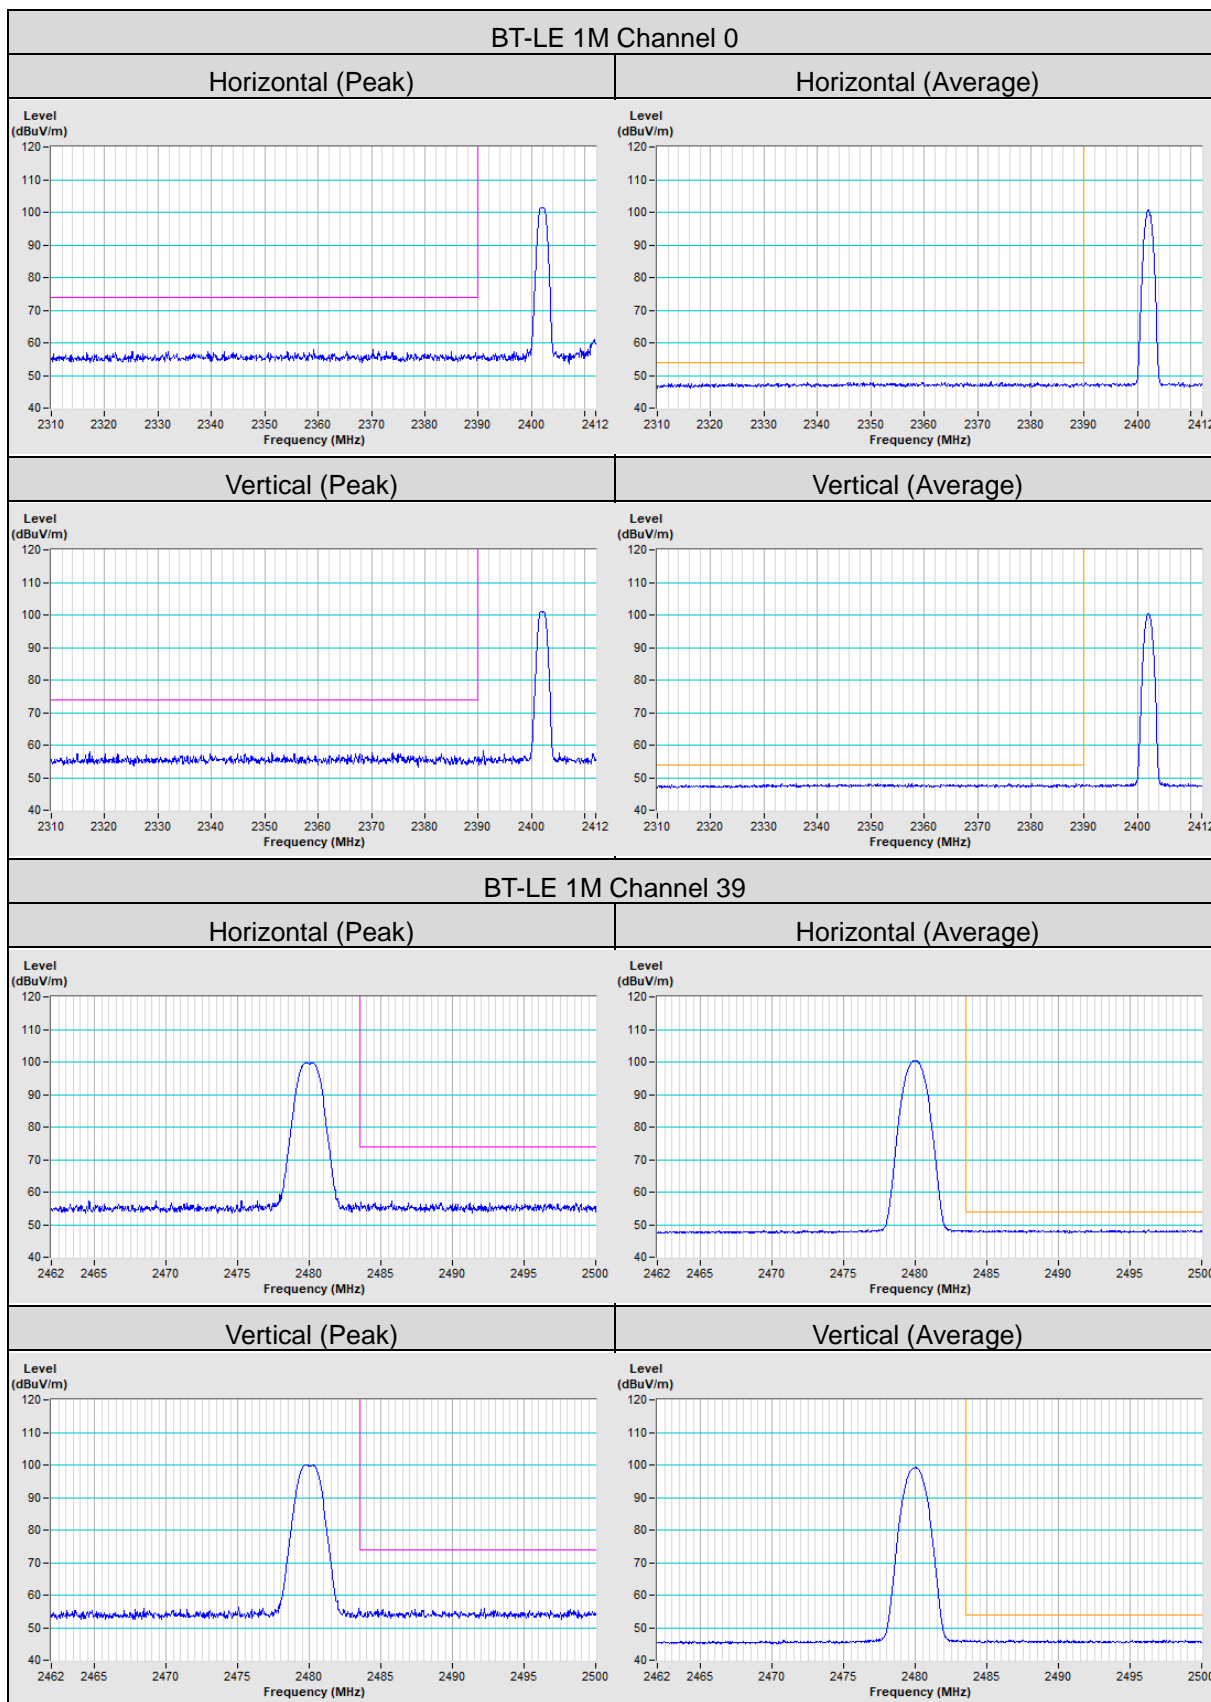 BT-LE 1M Channel 0
Horizontal (Peak)
Horizontal (Average)
Level
(dBuV/m)
120
110
100
90
80
70
60
50
40
2310 2320 2330 2340 2350 2360 2370 2380 2390 2400 2412
Frequency (MHz)
Level
(dBuV/m)
120
110
100
90
80
70
60
50
40
2310 2320 2330 2340 2350 2360 2370 2380 2390 2400 2412
Frequency (MHz)
Vertical (Peak)
Vertical (Average)
Level
(dBuV/m)
120
110
100
90
80
70
60
50
40
2310 2320 2330 2340 2350 2360 2370 2380 2390 2400 2412
Frequency (MHz)
Level
(dBuV/m)
120
110
100
90
80
70
60
50
40
2310 2320 2330 2340 2350 2360 2370 2380 2390 2400 2412
Frequency (MHz)
BT-LE 1M Channel 39
Horizontal (Peak)
Horizontal (Average)
Level
(dBuV/m)
120
110
100
90
80
70
60
50
40
2462 2465 2470 2475 2480 2485 2490 2495 2500
Frequency (MHz)
Level
(dBuV/m)
120
110
100
90
80
70
60
50
40
2462 2465 2470 2475 2480 2485 2490 2495 2500
Frequency (MHz)
Vertical (Peak)
Vertical (Average)
Level
(dBuV/m)
120
110
100
90
80
70
60
50
40
2462 2465 2470 2475 2480 2485 2490 2495 2500
Frequency (MHz)
Level
(dBuV/m)
120
110
100
90
80
70
60
50
40
2462 2465 2470 2475 2480 2485 2490 2495 2500
Frequency (MHz)